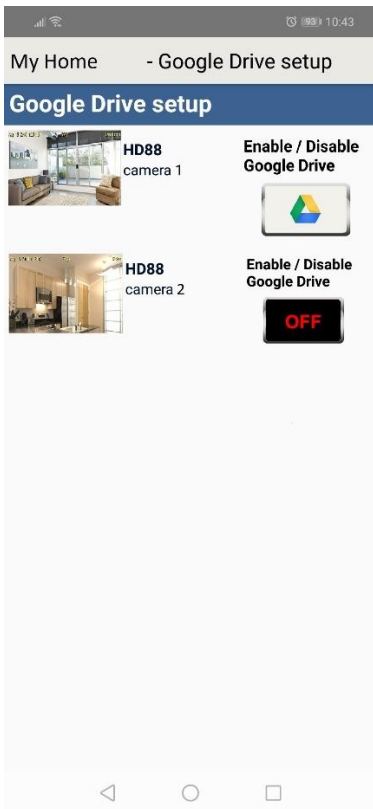 93 10:43
My Home - Google Drive setup
Google Drive setup
HD88
camera 1
Enable / Disable
Google Drive
HD88
camera 2
Enable / Disable
Google Drive
OFF